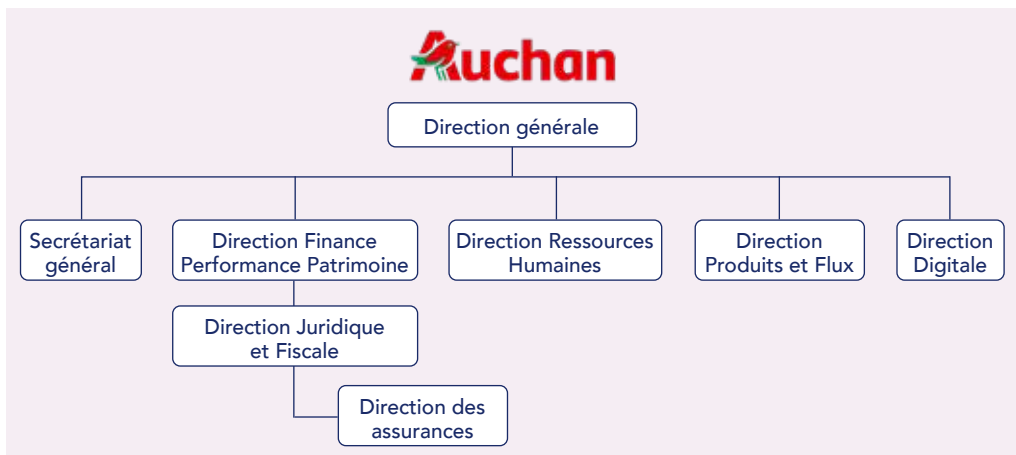 Auchan
Direction générale
Secrétariat
général
Direction Finance
Performance Patrimoine
Direction Ressources
Humaines
Direction
Produits et Flux
Direction
Digitale
Direction Juridique
et Fiscale
Direction des
assurances